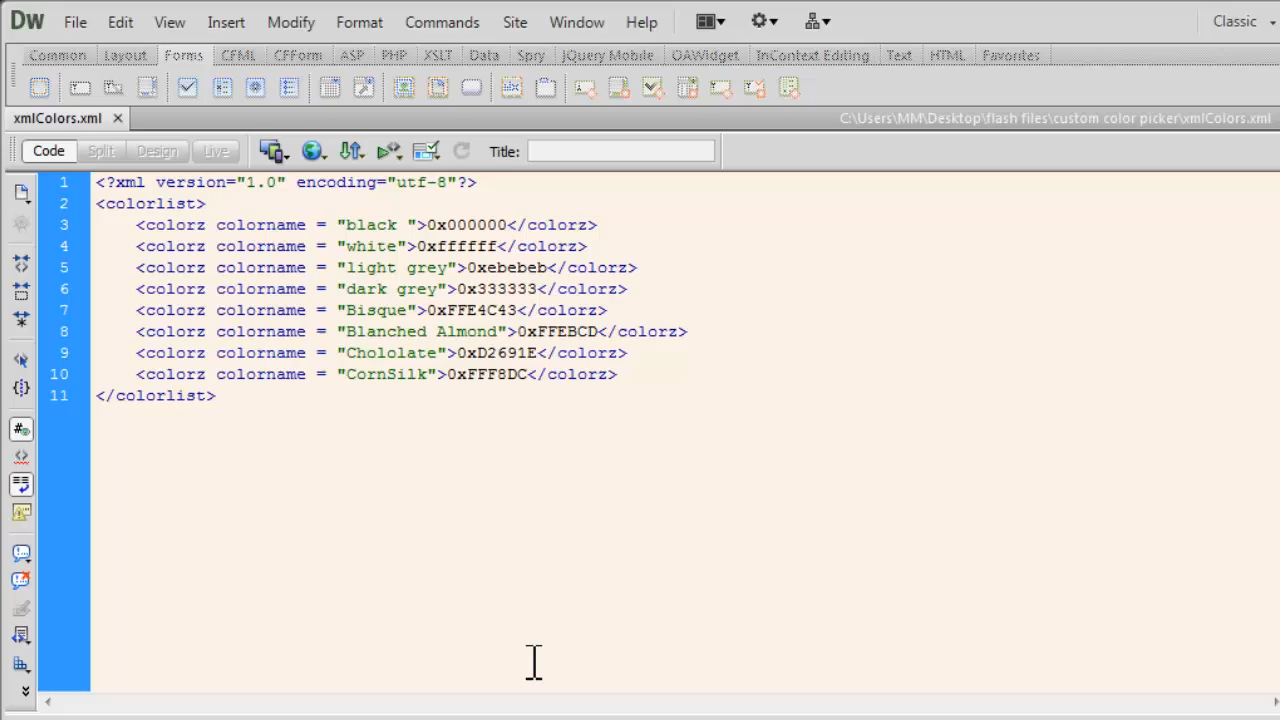 Dw File Edit View Insert Modify Format Commands Site Window Help Classic
Common Layout Forms CFML CFForm ASP PHP XSLT Data Spry jQuery Mobile OAWidget InContext Editing Text HTML Favorites
xmlColors.xml C:\Users\MM\Desktop\flash files\custom color picker\xmlColors.xml
Code Split Design Live Title:
1 <?xml version="1.0" encoding="utf-8"?>
2 <colorlist>
3 <colorz colorname = "black ">0x000000</colorz>
4 <colorz colorname = "white">0xffffff</colorz>
5 <colorz colorname = "light grey">0xebebeb</colorz>
6 <colorz colorname = "dark grey">0x333333</colorz>
7 <colorz colorname = "Bisque">0xFFE4C43</colorz>
8 <colorz colorname = "Blanched Almond">0xFFEBCD</colorz>
9 <colorz colorname = "Chololate">0xD2691E</colorz>
10 <colorz colorname = "CornSilk">0xFFF8DC</colorz>
11 </colorlist>